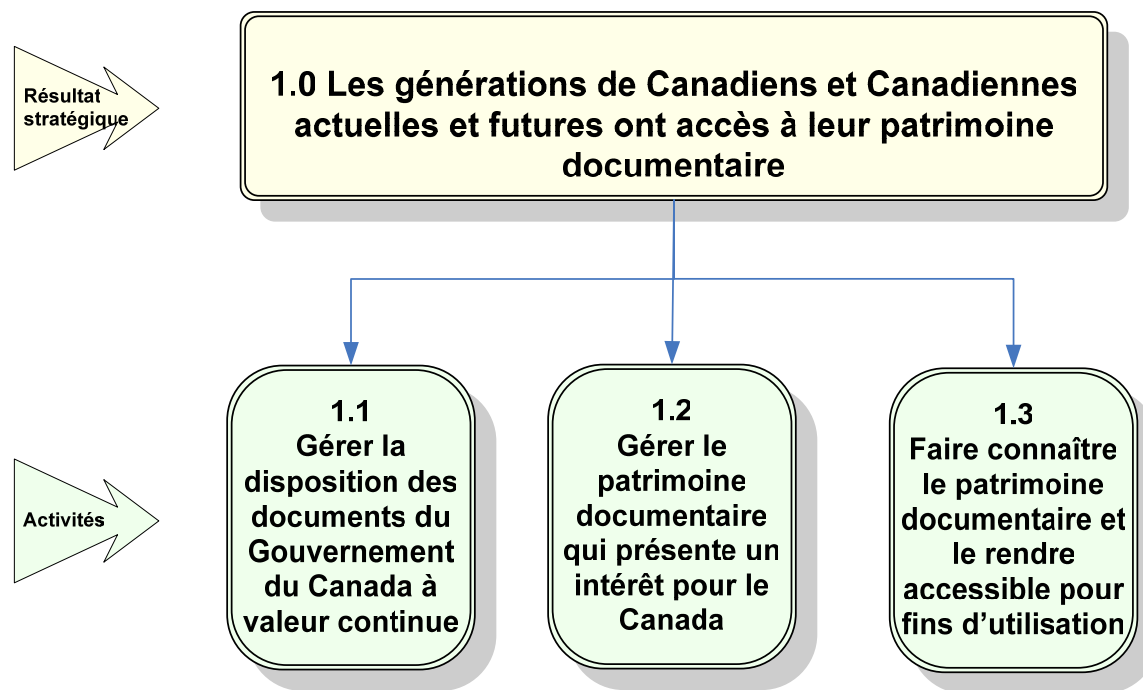 Résultat
stratégique
1.0 Les générations de Canadiens et Canadiennes
actuelles et futures ont accès à leur patrimoine
documentaire
Activités
1.1
Gérer la
disposition des
documents du
Gouvernement
du Canada à
valeur continue
1.2
Gérer le
patrimoine
documentaire
qui présente un
intérêt pour le
Canada
1.3
Faire connaître
le patrimoine
documentaire et
le rendre
accessible pour
fins d’utilisation